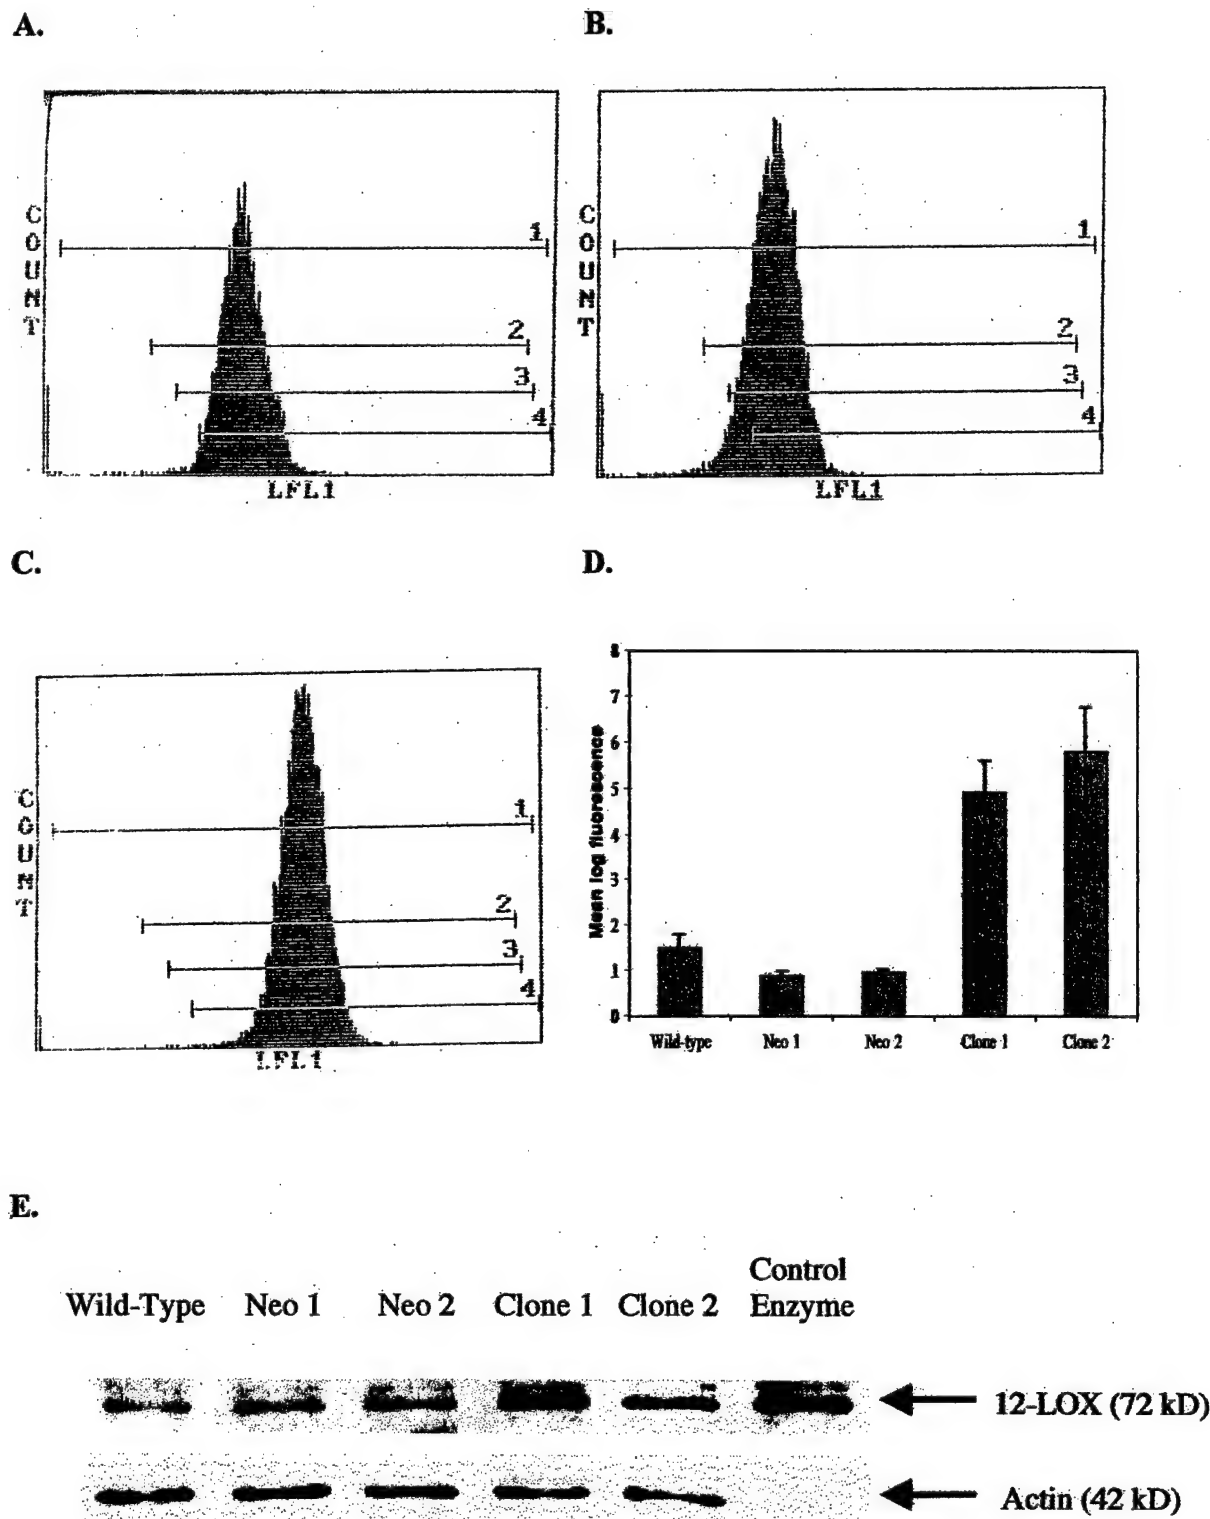 A.
B.
COUNT
1
2
3
4
LFL1
COUNT
1
2
3
4
LFL1
C.
D.
COUNT
1
2
3
4
LFL1
Mean log fluorescence
8
7
6
5
4
3
2
1
0
Wild-type
Neo 1
Neo 2
Clone 1
Clone 2
E.
Wild-Type
Neo 1
Neo 2
Clone 1
Clone 2
Control
Enzyme
12-LOX (72 kD)
Actin (42 kD)